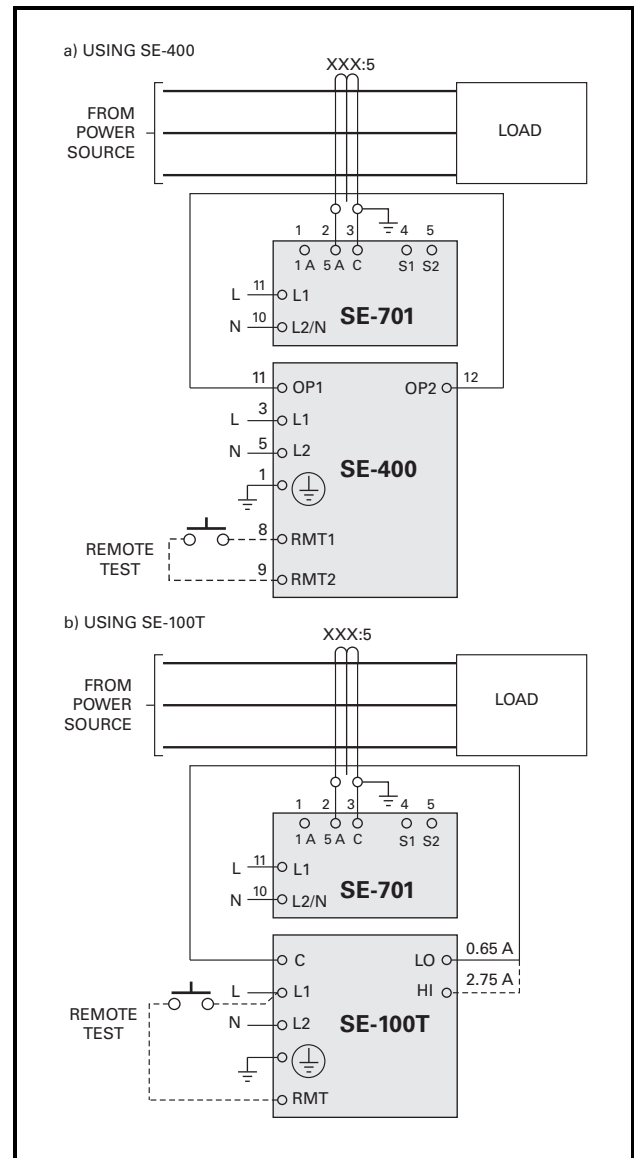 a) USING SE-400
XXX:5
FROM
POWER
SOURCE
LOAD
1 2 3 4 5
1 A 5 A C S1 S2
L 11 L1
N 10 L2/N
SE-701
11 OP1 OP2 12
L 3 L1
N 5 L2
1
SE-400
8 RMT1
REMOTE
TEST
9 RMT2
b) USING SE-100T
XXX:5
FROM
POWER
SOURCE
LOAD
1 2 3 4 5
1 A 5 A C S1 S2
L 11 L1
N 10 L2/N
SE-701
C LO 0.65 A
L L1 HI 2.75 A
REMOTE
TEST
N L2
SE-100T
RMT